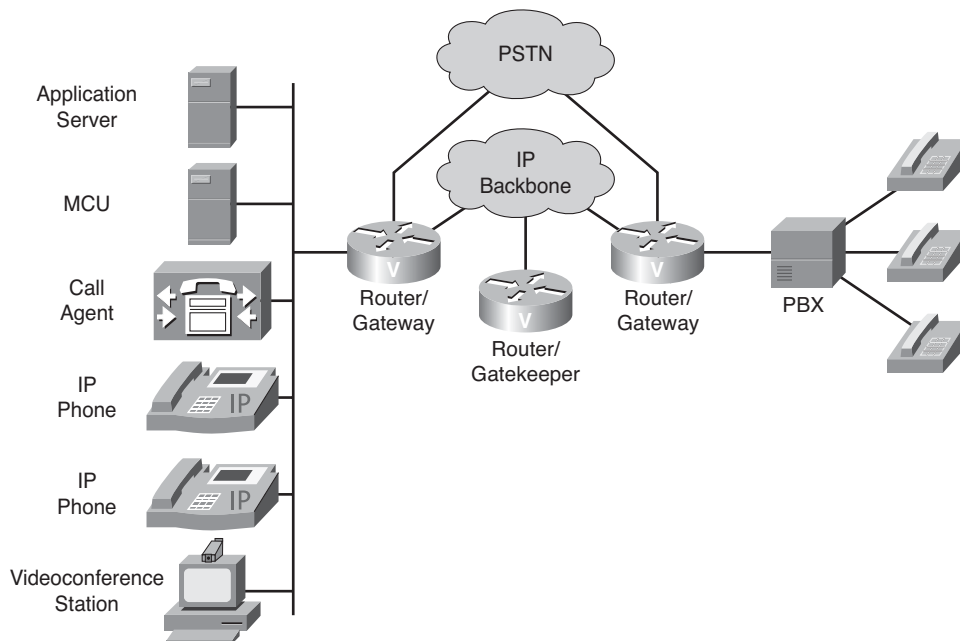 PSTN
Application
Server
IP
Backbone
MCU
V
Router/
Gateway
V
Router/
Gatekeeper
V
Router/
Gateway
PBX
Call
Agent
IP
Phone
IP
IP
Phone
IP
Videoconference
Station